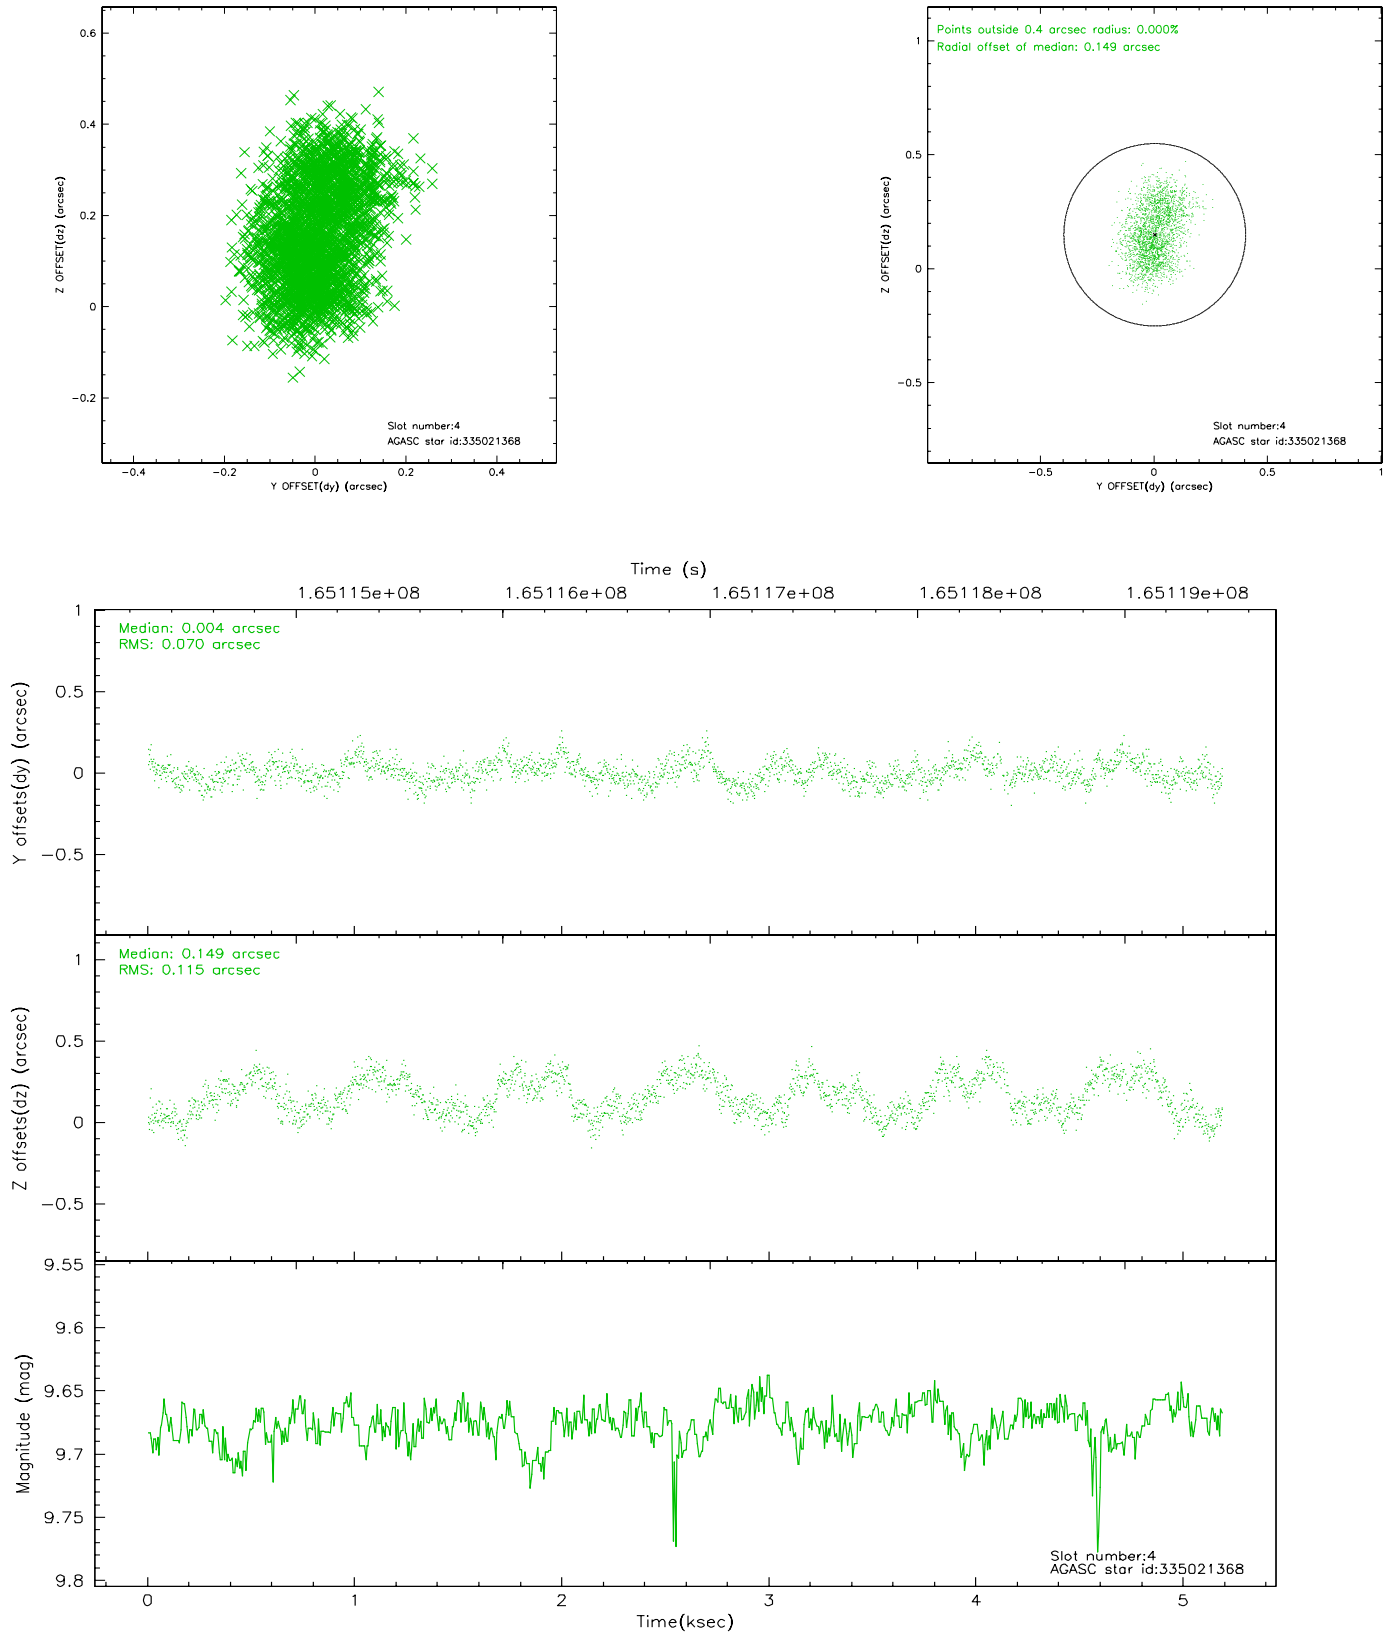 0.6
0.4
0.2
0
−0.2
Z OFFSET(dz) (arcsec)
Slot number:4
AGASC star id:335021368
−0.4 −0.2 0 0.2 0.4
Y OFFSET(dy) (arcsec)
Points outside 0.4 arcsec radius: 0.000%
Radial offset of median: 0.149 arcsec
1
0.5
0
−0.5
Z OFFSET(dz) (arcsec)
Slot number:4
AGASC star id:335021368
−0.5 0 0.5 1
Y OFFSET(dy) (arcsec)
Time (s)
1.65115e+08 1.65116e+08 1.65117e+08 1.65118e+08 1.65119e+08
Median: 0.004 arcsec
RMS: 0.070 arcsec
1
0.5
0
−0.5
Y offsets(dy) (arcsec)
Median: 0.149 arcsec
RMS: 0.115 arcsec
1
0.5
0
−0.5
Z offsets(dz) (arcsec)
9.55
9.6
9.65
9.7
9.75
9.8
Magnitude (mag)
Slot number:4
AGASC star id:335021368
0 1 2 3 4 5
Time(ksec)